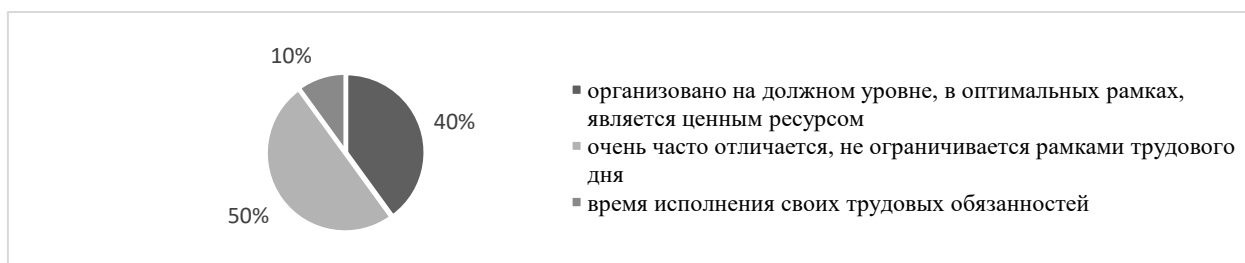 10%
40%
50%
организовано на должном уровне, в оптимальных рамках,
является ценным ресурсом
очень часто отличается, не ограничивается рамками трудового
дня
время исполнения своих трудовых обязанностей